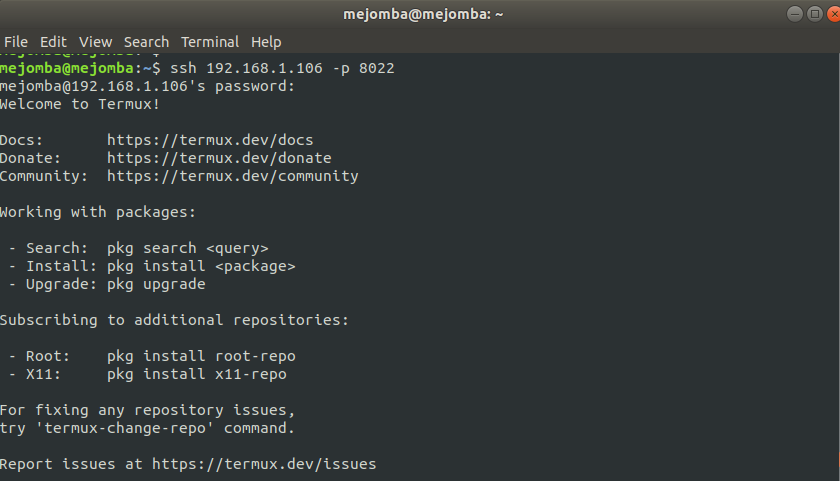 mejomba@mejomba: ~
File Edit View Search Terminal Help
mejomba@mejomba:~$ ssh 192.168.1.106 -p 8022
mejomba@192.168.1.106's password:
Welcome to Termux!
Docs:       https://termux.dev/docs
Donate:     https://termux.dev/donate
Community:  https://termux.dev/community
Working with packages:
 - Search:  pkg search <query>
 - Install: pkg install <package>
 - Upgrade: pkg upgrade
Subscribing to additional repositories:
 - Root:    pkg install root-repo
 - X11:     pkg install x11-repo
For fixing any repository issues,
try 'termux-change-repo' command.
Report issues at https://termux.dev/issues